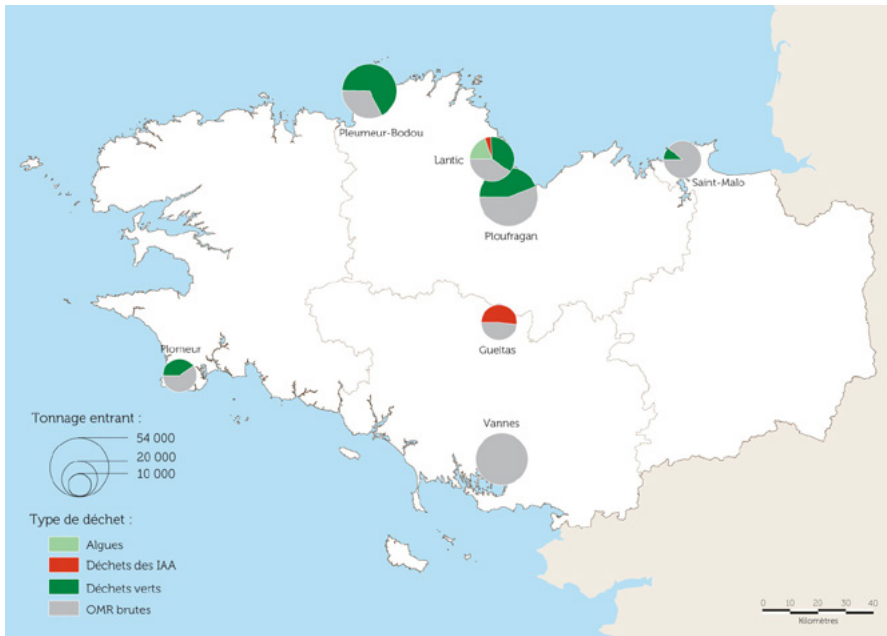 Pleumeur-Bodou
Lantic
Saint-Malo
Ploufragan
Gueltas
Plomeur
Vannes
Tonnage entrant :
54 000
20 000
10 000
Type de déchet :
Algues
Déchets des IAA
Déchets verts
OMR brutes
0 10 20 30 40
Kilomètres